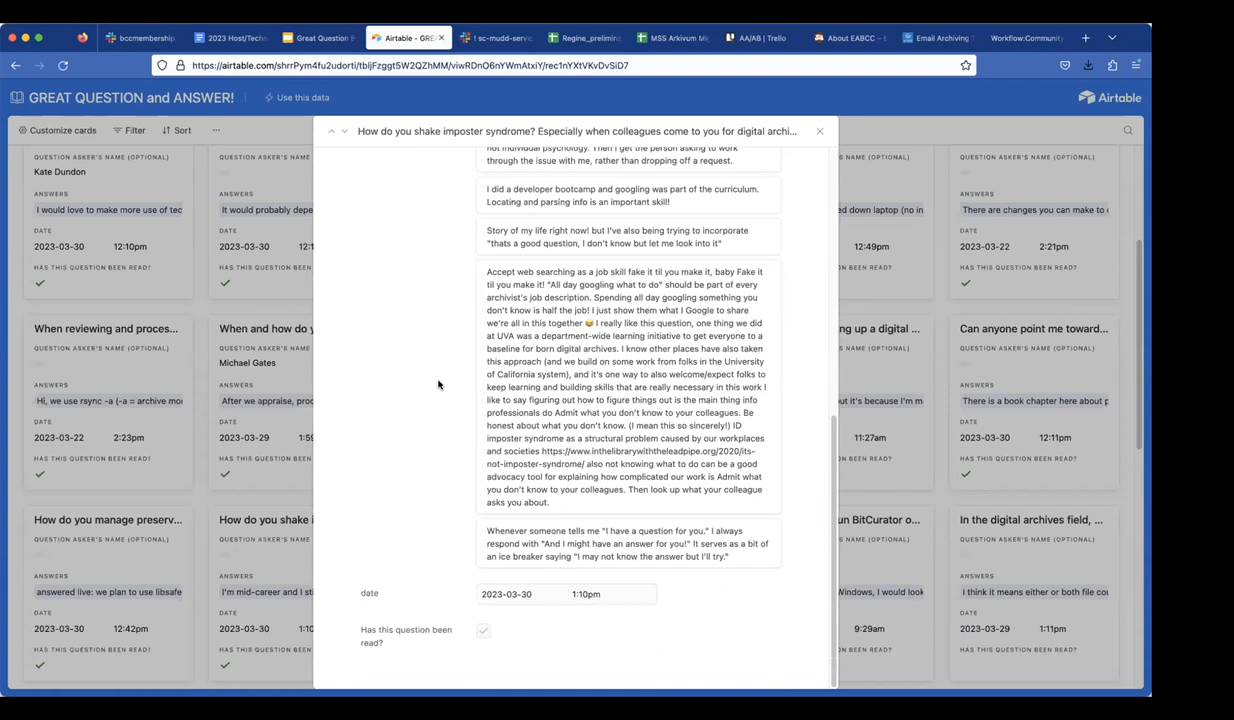 bccmembership
2023 Host/Techn
Great Question B
Airtable - GREA
! sc-mudd-servic
Regine_prelimina
MSS Arkivum Mig
AA/AB | Trello
About EABCC –
Email Archiving T
Workflow:Community
https://airtable.com/shrrPym4fu2udorti/tbljFzggt5W2QZhMM/viwRDnO6nYWmAtxiY/rec1nYXtVKvDvSiD7
GREAT QUESTION and ANSWER!
Use this data
Airtable
Customize cards
Filter
Sort
...
How do you shake imposter syndrome? Especially when colleagues come to you for digital archi...
not individual psychology. Then I get the person asking to work
through the issue with me, rather than dropping off a request.
I did a developer bootcamp and googling was part of the curriculum.
Locating and parsing info is an important skill!
Story of my life right now! but I've also being trying to incorporate
"thats a good question, I don't know but let me look into it"
Accept web searching as a job skill fake it til you make it, baby Fake it
til you make it! "All day googling what to do" should be part of every
archivist's job description. Spending all day googling something you
don't know is half the job! I just show them what I Google to share
we're all in this together 😂 I really like this question, one thing we did
at UVA was a department-wide learning initiative to get everyone to a
baseline for born digital archives. I know other places have also taken
this approach (and we build on some work from folks in the University
of California system), and it's one way to also welcome/expect folks to
keep learning and building skills that are really necessary in this work I
like to say figuring out how to figure things out is the main thing info
professionals do Admit what you don't know to your colleagues. Be
honest about what you don't know. (I mean this so sincerely!) ID
imposter syndrome as a structural problem caused by our workplaces
and societies https://www.inthelibrarywiththeleadpipe.org/2020/its-
not-imposter-syndrome/ also not knowing what to do can be a good
advocacy tool for explaining how complicated our work is Admit what
you don't know to your colleagues. Then look up what your colleague
asks you about.
Whenever someone tells me "I have a question for you." I always
respond with "And I might have an answer for you!" It serves as a bit of
an ice breaker saying "I may not know the answer but I'll try."
date
2023-03-30 1:10pm
Has this question been
read?
QUESTION ASKER'S NAME (OPTIONAL)
Kate Dundon
ANSWERS
I would love to make more use of tec
DATE
2023-03-30 12:10pm
HAS THIS QUESTION BEEN READ?
QUESTION ASKER'S NAME (OPTIONAL)
ANSWERS
It would probably depe
DATE
2023-03-30 12:1
HAS THIS QUESTION BEEN
ME (OPTIONAL)
ed down laptop (no in
12:49pm
BEEN READ?
QUESTION ASKER'S NAME (OPTIONAL)
ANSWERS
There are changes you can make to
DATE
2023-03-22 2:21pm
HAS THIS QUESTION BEEN READ?
When reviewing and proces...
QUESTION ASKER'S NAME (OPTIONAL)
ANSWERS
Hi, we use rsync -a (-a = archive mod
DATE
2023-03-22 2:23pm
HAS THIS QUESTION BEEN READ?
When and how do y
QUESTION ASKER'S NAME (OPTIONAL)
Michael Gates
ANSWERS
After we appraise, proc
DATE
2023-03-29 1:59
HAS THIS QUESTION BEEN
ng up a digital ...
ME (OPTIONAL)
out it's because I'm m
11:27am
BEEN READ?
Can anyone point me toward...
QUESTION ASKER'S NAME (OPTIONAL)
ANSWERS
There is a book chapter here about p
DATE
2023-03-30 12:11pm
HAS THIS QUESTION BEEN READ?
How do you manage preserv...
QUESTION ASKER'S NAME (OPTIONAL)
ANSWERS
answered live: we plan to use libsafe
DATE
2023-03-30 12:42pm
HAS THIS QUESTION BEEN READ?
How do you shake i
QUESTION ASKER'S NAME (OPTIONAL)
ANSWERS
I'm mid-career and I sti
DATE
2023-03-30 1:10
HAS THIS QUESTION BEEN
un BitCurator o...
ME (OPTIONAL)
Windows, I would look
9:29am
BEEN READ?
In the digital archives field, ...
QUESTION ASKER'S NAME (OPTIONAL)
ANSWERS
I think it means either or both file cou
DATE
2023-03-29 1:11pm
HAS THIS QUESTION BEEN READ?